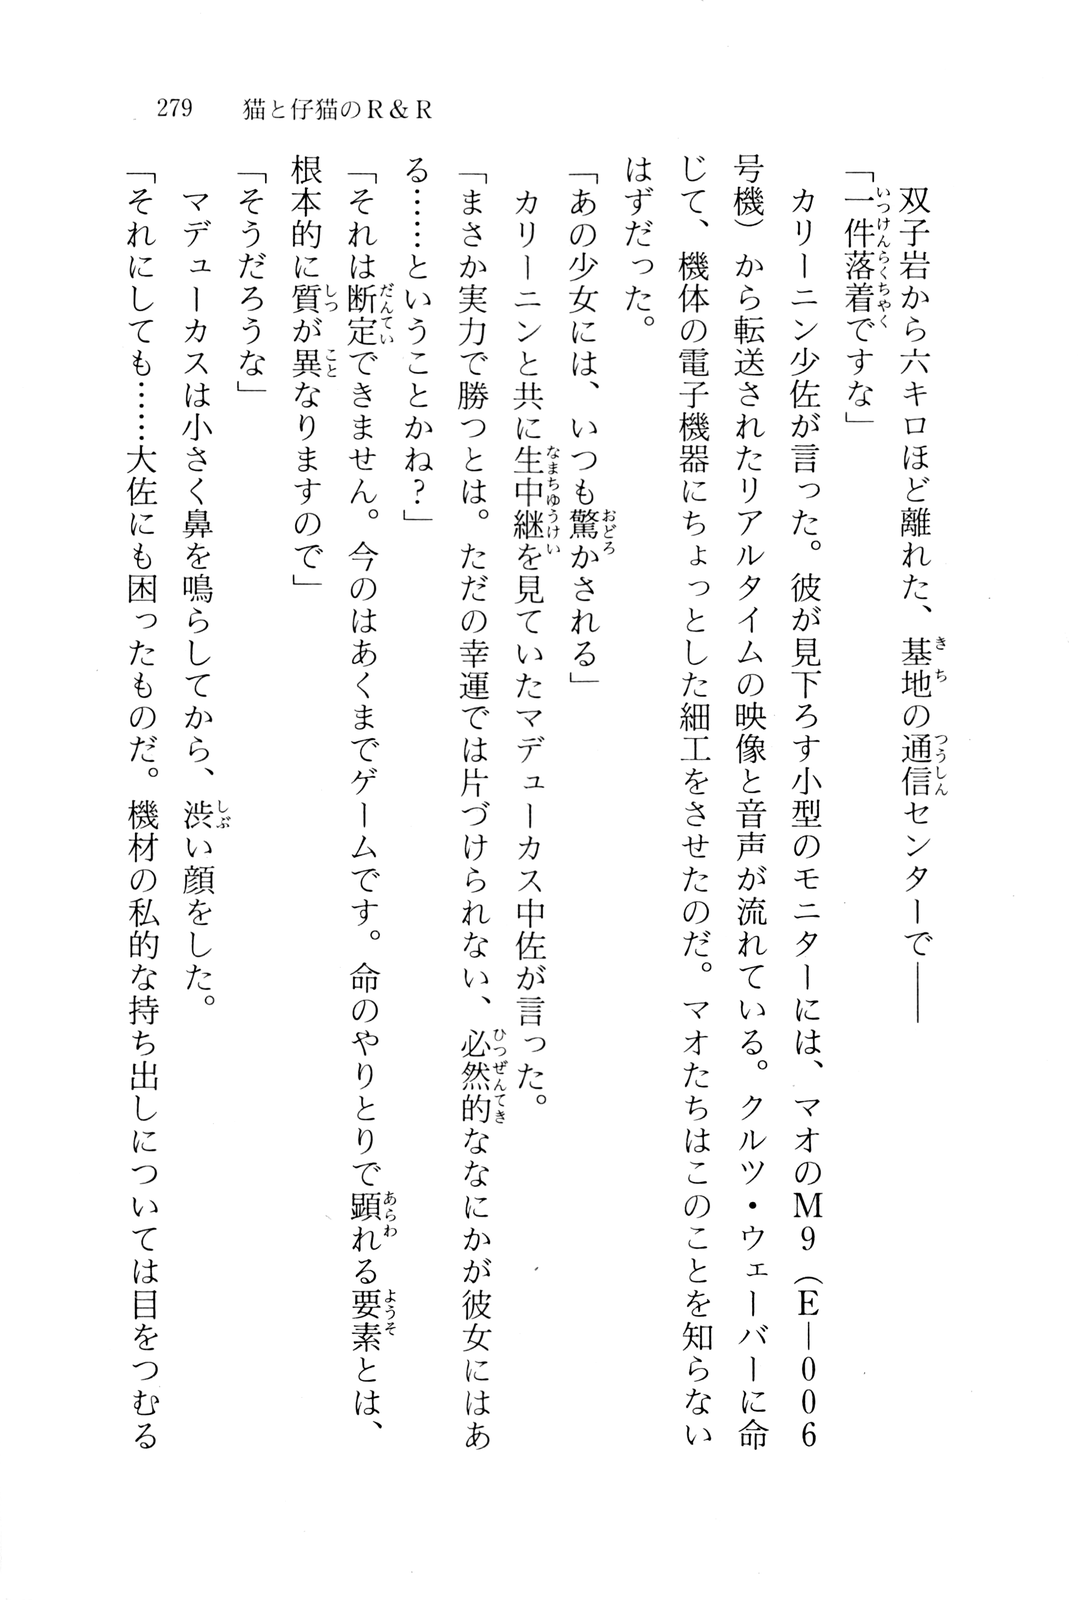 279　猫と仔猫のR＆R
　双子岩から六キロほど離れた、基地の通信センターで――
「一件落着ですな」
　カリーニン少佐が言った。彼が見下ろす小型のモニターには、マオのM9（E―006
号機）から転送されたリアルタイムの映像と音声が流れている。クルツ・ウェーバーに命
じて、機体の電子機器にちょっとした細工をさせたのだ。マオたちはこのことを知らない
はずだった。
「あの少女には、いつも驚かされる」
　カリーニンと共に生中継を見ていたマデューカス中佐が言った。
「まさか実力で勝つとは。ただの幸運では片づけられない、必然的ななにかが彼女にはあ
る……ということかね？」
「それは断定できません。今のはあくまでゲームです。命のやりとりで顕れる要素とは、
根本的に質が異なりますので」
「そうだろうな」
　マデューカスは小さく鼻を鳴らしてから、渋い顔をした。
「それにしても……大佐にも困ったものだ。機材の私的な持ち出しについては目をつむる